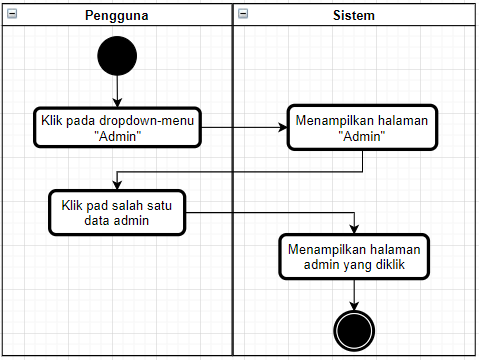 Pengguna
Sistem
Klik pada dropdown-menu
"Admin"
Menampilkan halaman
"Admin"
Klik pad salah satu
data admin
Menampilkan halaman
admin yang diklik